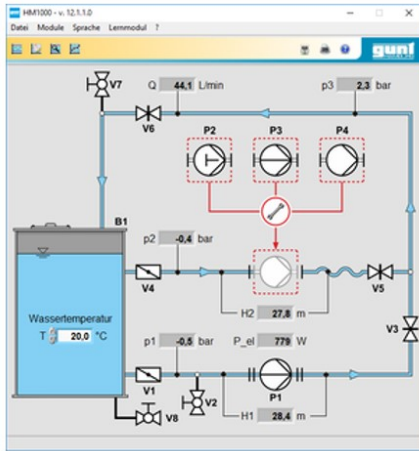 HM1000 - v. 12.1.1.0
Datei Module Sprache Lernmodul ?
gunt
V7
Q 44,1 L/min
p3 2,3 bar
V6
P2 P3 P4
B1
p2 -0,4 bar
V4
V5
H2 27,8 m
Wassertemperatur
T 20,0 °C
p1 -0,5 bar
P_el 779 W
V3
V1
V2
P1
V8
H1 28,4 m